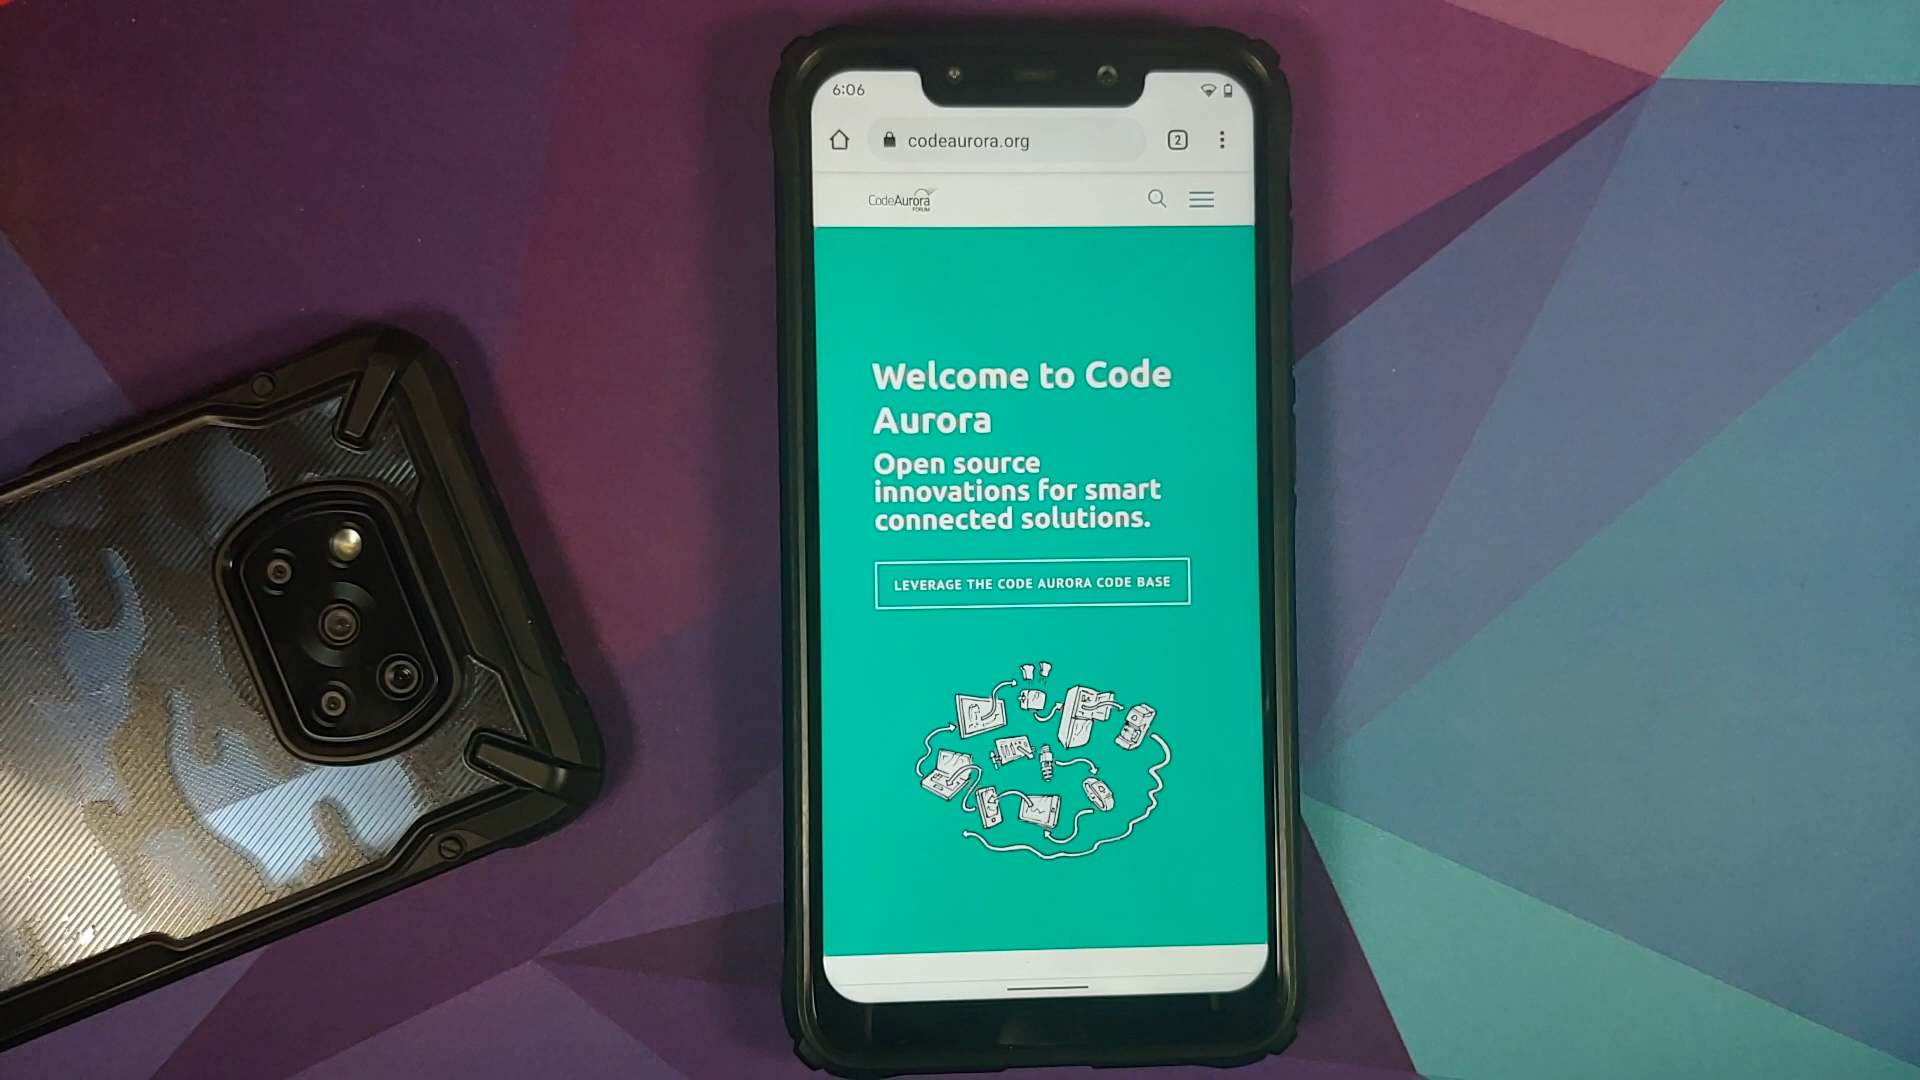 6:06
codeaurora.org
2
CodeAurora
FORUM
Welcome to Code
Aurora
Open source
innovations for smart
connected solutions.
LEVERAGE THE CODE AURORA CODE BASE